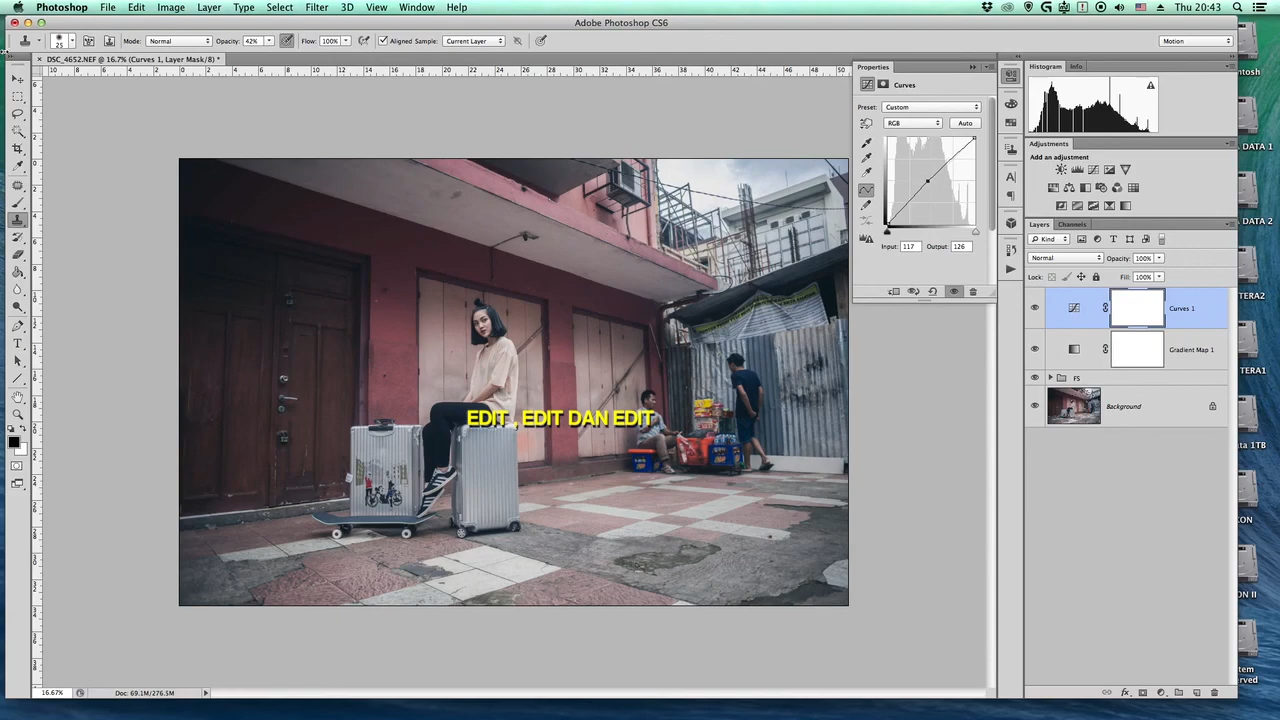 Photoshop File Edit Image Layer Type Select Filter 3D View Window Help Thu 20:43
Adobe Photoshop CS6
25 Mode: Normal Opacity: 42% Flow: 100% Aligned Sample: Current Layer Motion
DSC_4652.NEF @ 16.7% (Curves 1, Layer Mask/8) *
Properties
Curves
Preset: Custom
RGB Auto
Input: 117 Output: 126
Histogram Info
Adjustments
Add an adjustment
Layers Channels
Kind
Normal Opacity: 100%
Lock: Fill: 100%
Curves 1
Gradient Map 1
FS
Background
EDIT , EDIT DAN EDIT
16.67% Doc: 69.1M/276.5M
DATA 1
DATA 2